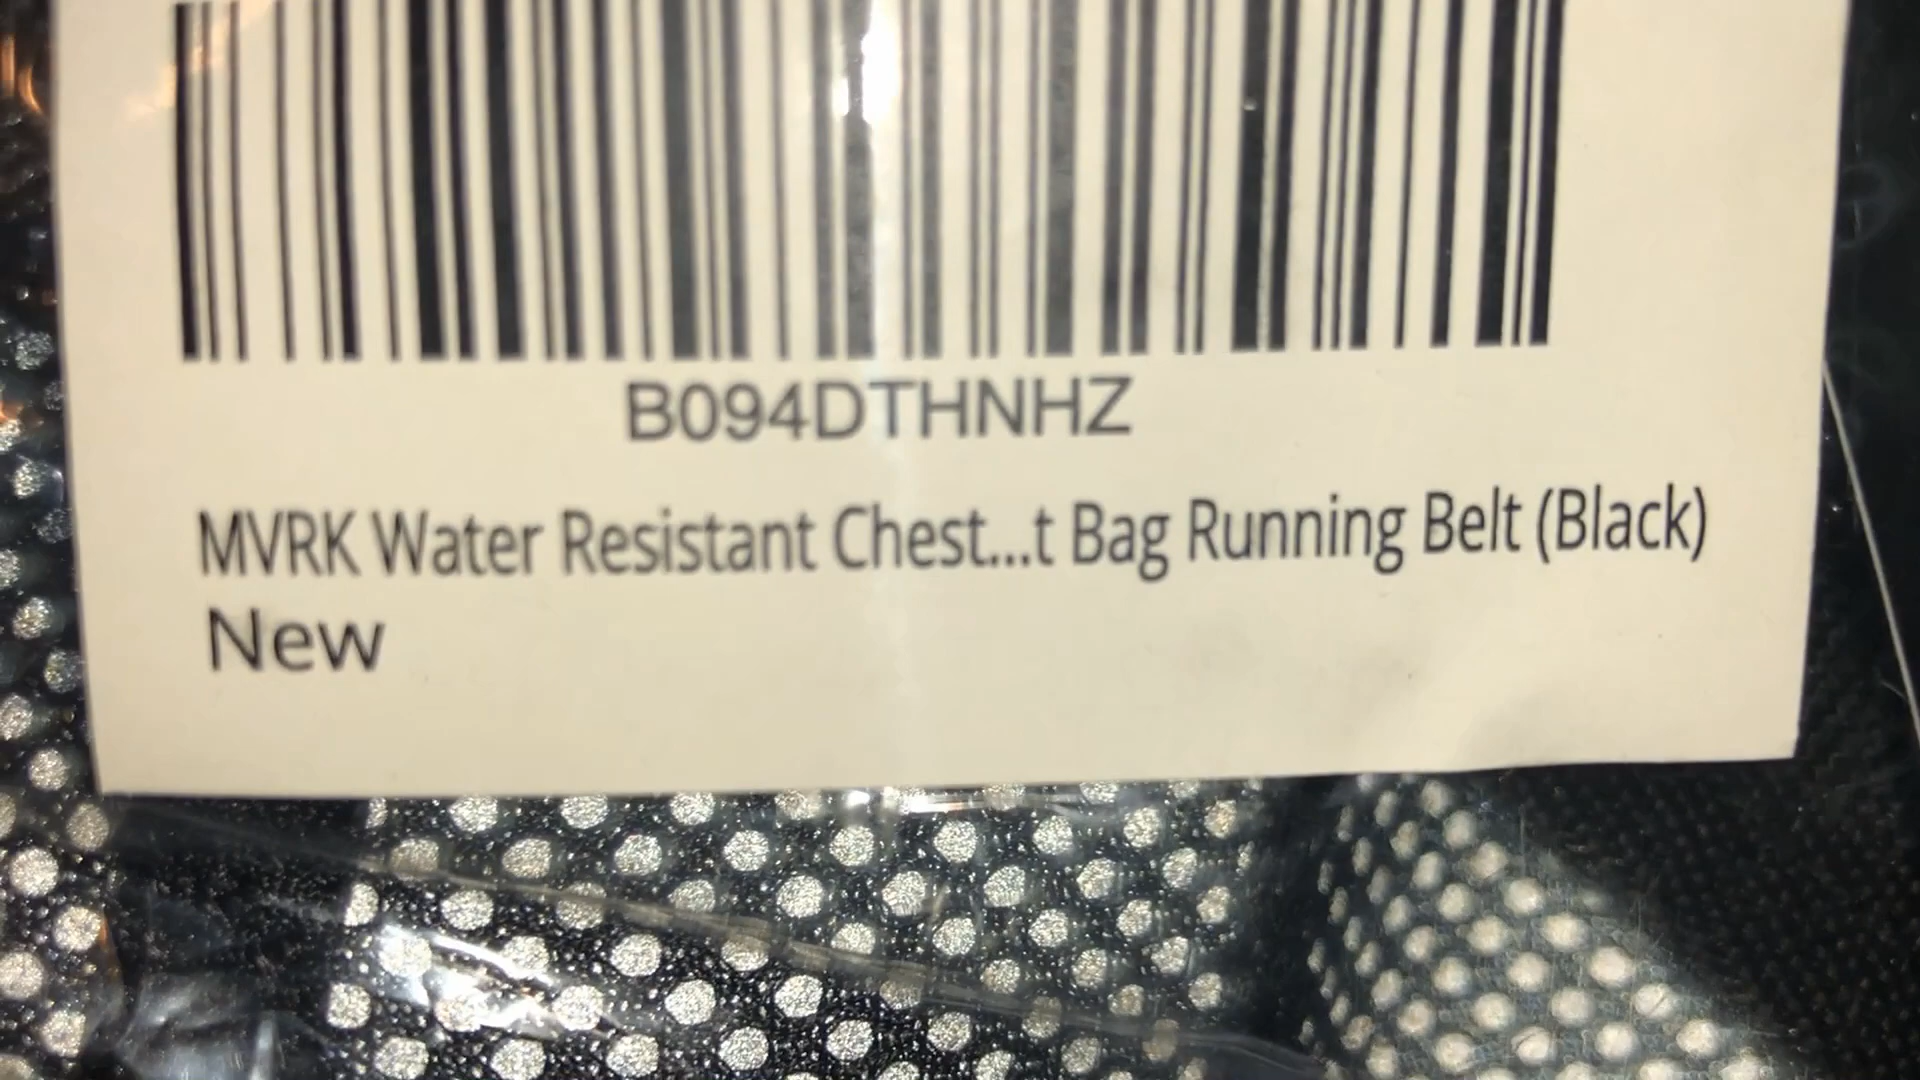 B094DTHNHZ
MVRK Water Resistant Chest...t Bag Running Belt (Black)
New